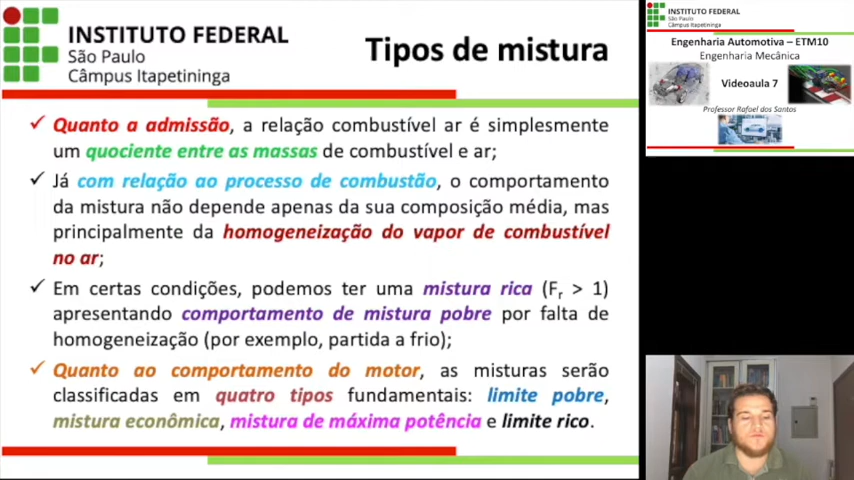 INSTITUTO FEDERAL
São Paulo
Câmpus Itapetininga
Tipos de mistura
✓ Quanto a admissão, a relação combustível ar é simplesmente
um quociente entre as massas de combustível e ar;
✓ Já com relação ao processo de combustão, o comportamento
da mistura não depende apenas da sua composição média, mas
principalmente da homogeneização do vapor de combustível
no ar;
✓ Em certas condições, podemos ter uma mistura rica (Fr > 1)
apresentando comportamento de mistura pobre por falta de
homogeneização (por exemplo, partida a frio);
✓ Quanto ao comportamento do motor, as misturas serão
classificadas em quatro tipos fundamentais: limite pobre,
mistura econômica, mistura de máxima potência e limite rico.
INSTITUTO FEDERAL
São Paulo
Câmpus Itapetininga
Engenharia Automotiva – ETM10
Engenharia Mecânica
Videoaula 7
Professor Rafael dos Santos